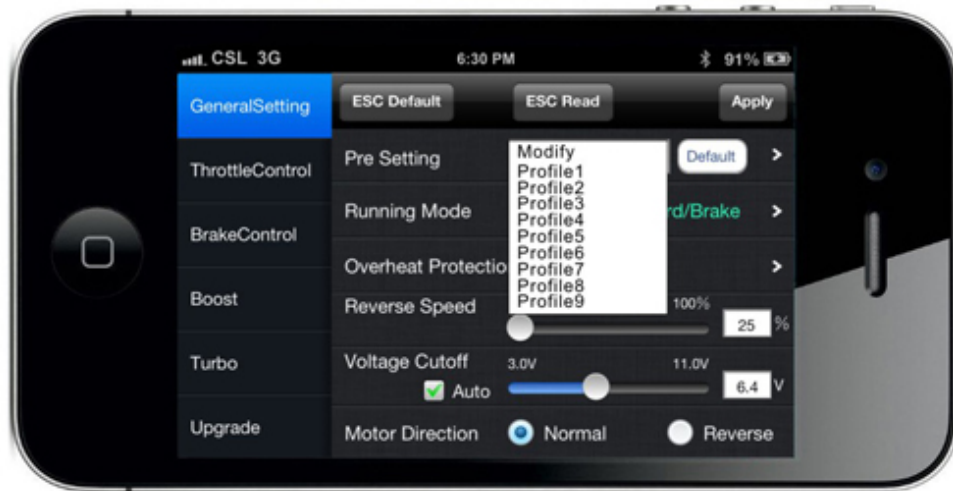 CSL 3G 6:30 PM 91%
GeneralSetting
ESC Default ESC Read Apply
ThrottleControl
Pre Setting
Modify
Profile1
Profile2
Profile3
Profile4
Profile5
Profile6
Profile7
Profile8
Profile9
Default >
BrakeControl
Running Mode rd/Brake >
Overheat Protectio >
Boost
Reverse Speed 100%
25 %
Turbo
Voltage Cutoff 3.0V 11.0V
Auto 6.4 V
Upgrade
Motor Direction Normal Reverse